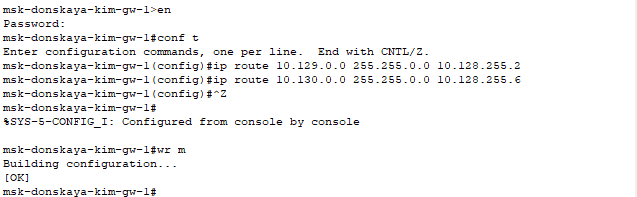 msk-donskaya-kim-gw-1>en
Password:
msk-donskaya-kim-gw-1#conf t
Enter configuration commands, one per line.  End with CNTL/Z.
msk-donskaya-kim-gw-1(config)#ip route 10.129.0.0 255.255.0.0 10.128.255.2
msk-donskaya-kim-gw-1(config)#ip route 10.130.0.0 255.255.0.0 10.128.255.6
msk-donskaya-kim-gw-1(config)#^Z
msk-donskaya-kim-gw-1#
%SYS-5-CONFIG_I: Configured from console by console
msk-donskaya-kim-gw-1#wr m
Building configuration...
[OK]
msk-donskaya-kim-gw-1#